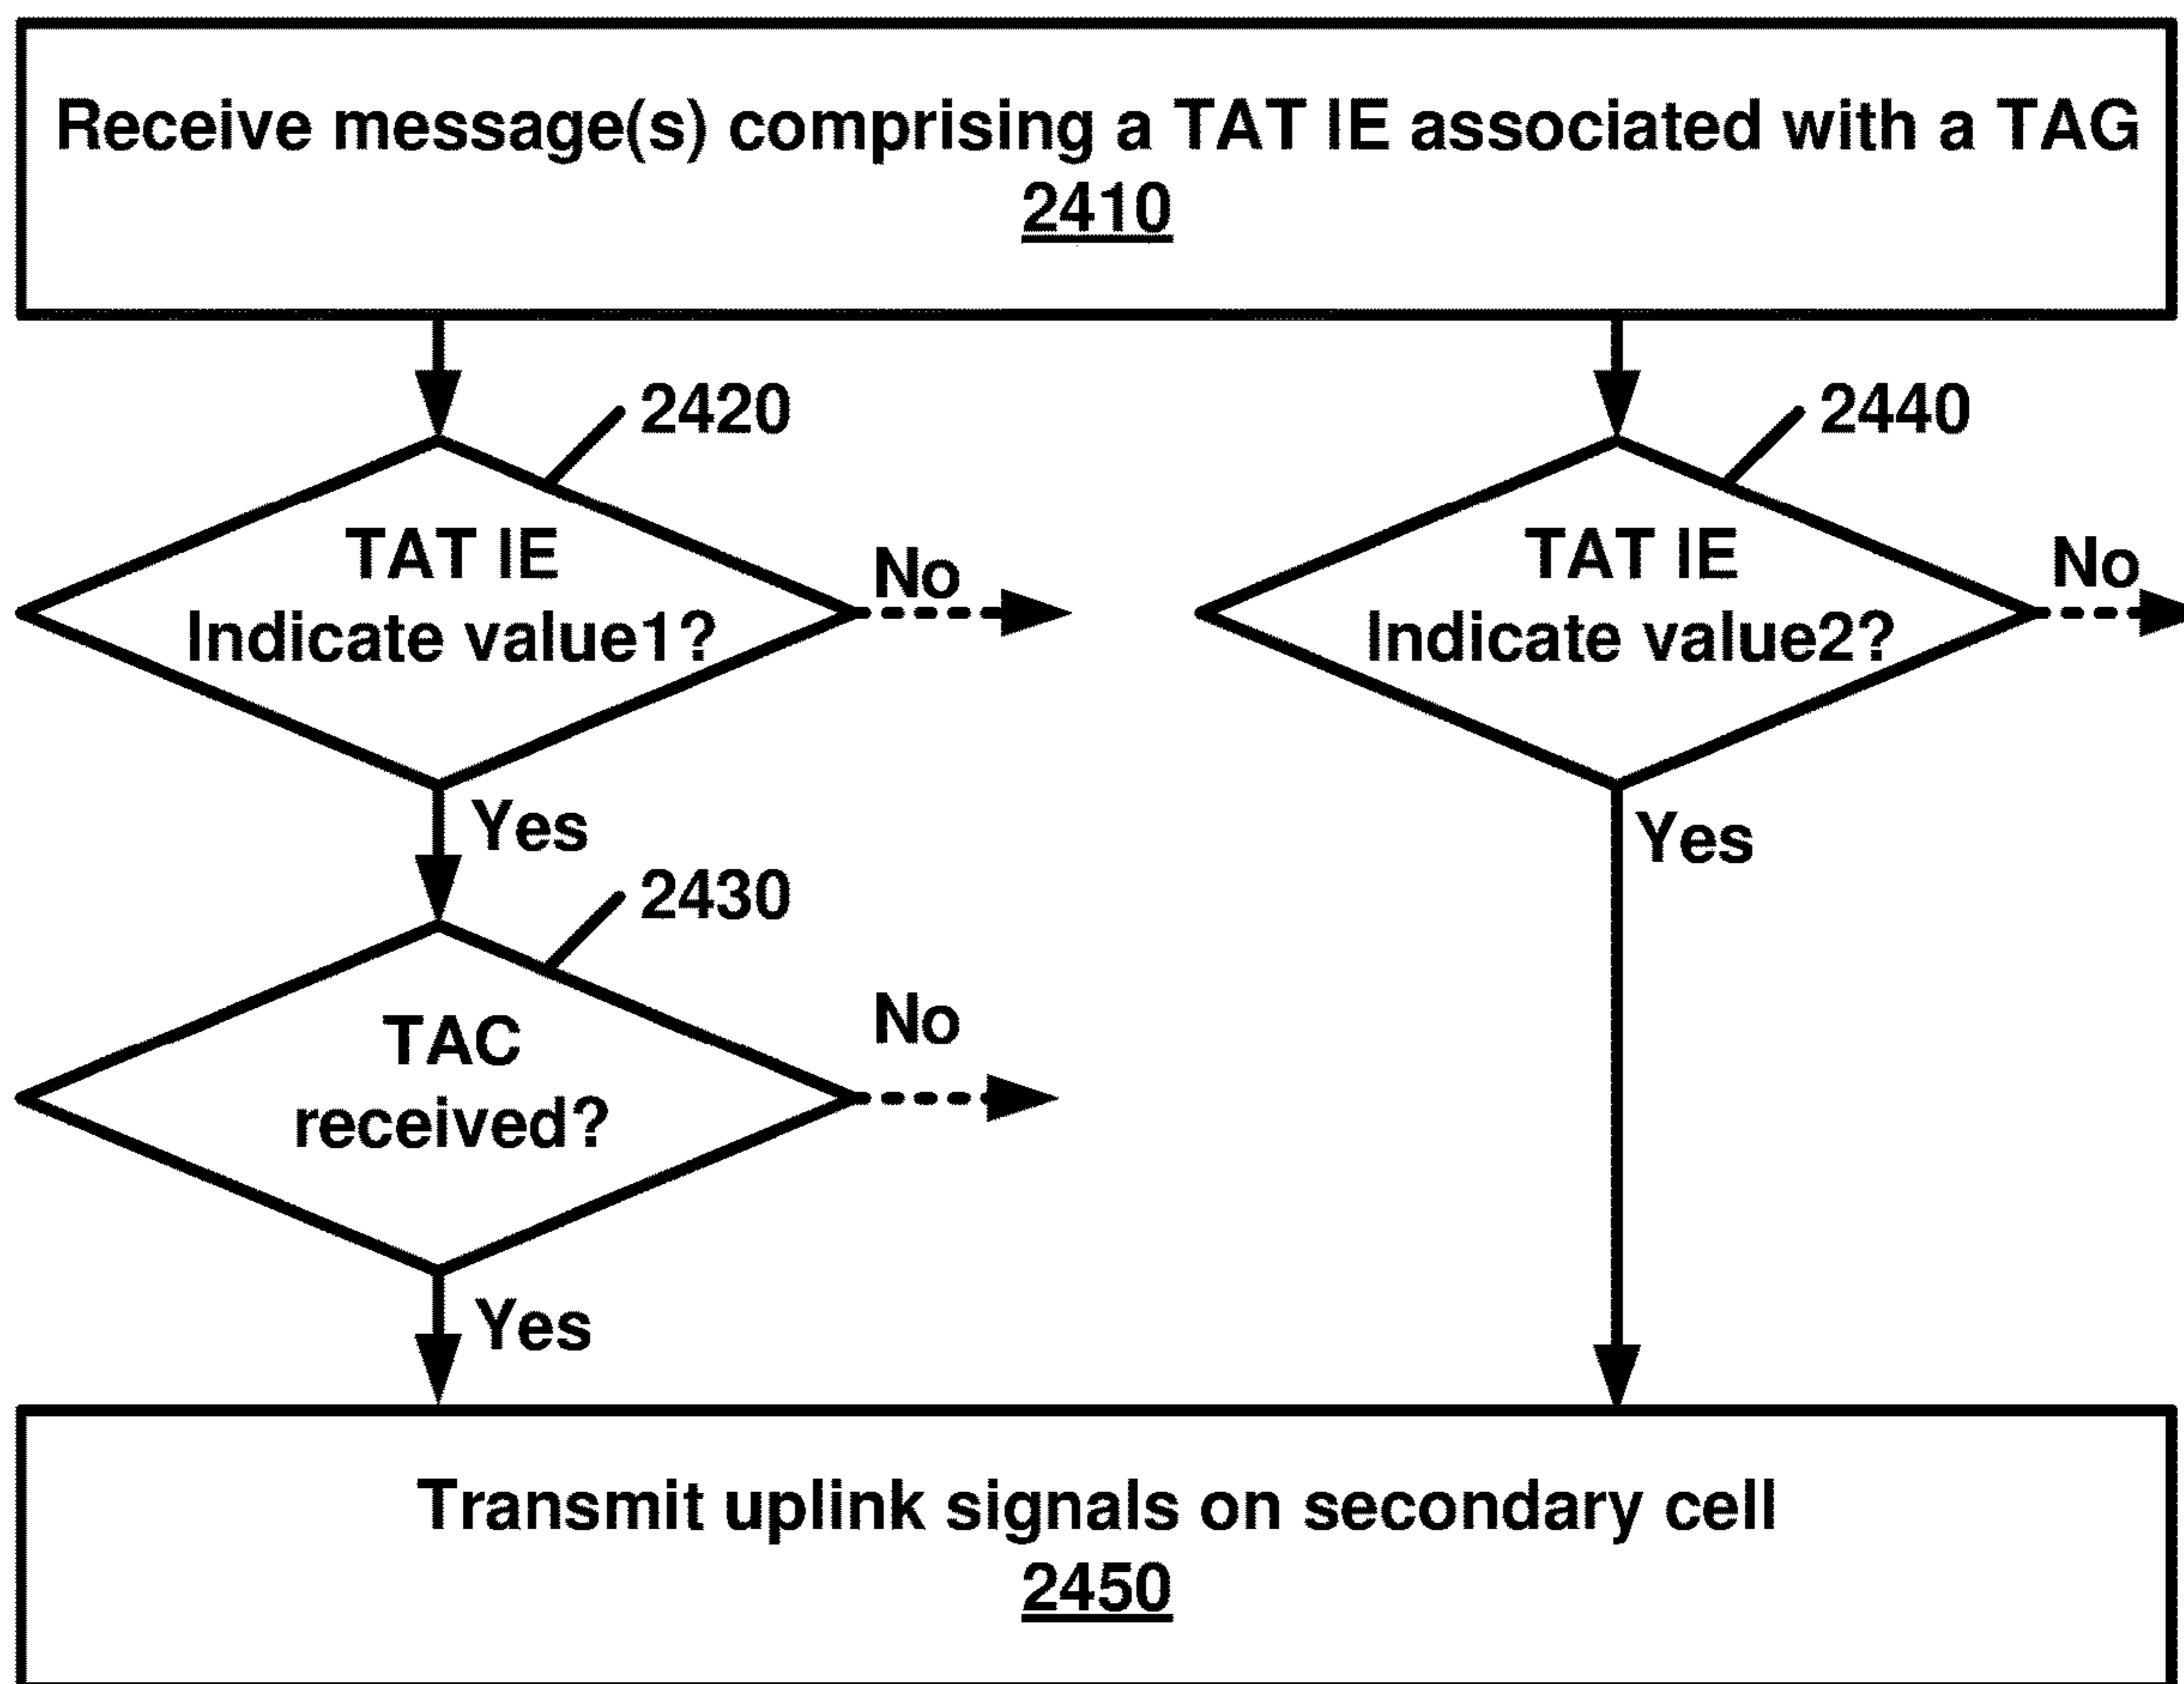 Receive message(s) comprising a TAT IE associated with a TAG
2410
2420
TAT IE
Indicate value1?
No
Yes
2440
TAT IE
Indicate value2?
No
Yes
2430
TAC
received?
No
Yes
Transmit uplink signals on secondary cell
2450